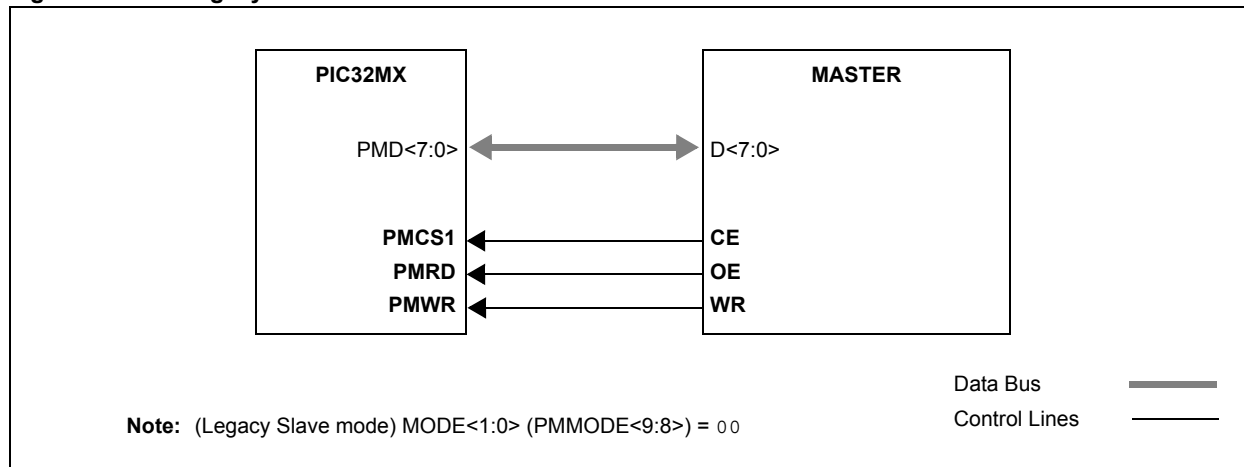 PIC32MX MASTER
PMD<7:0> D<7:0>
PMCS1 CE
PMRD OE
PMWR WR
Data Bus
Control Lines
Note: (Legacy Slave mode) MODE<1:0> (PMMODE<9:8>) = 00